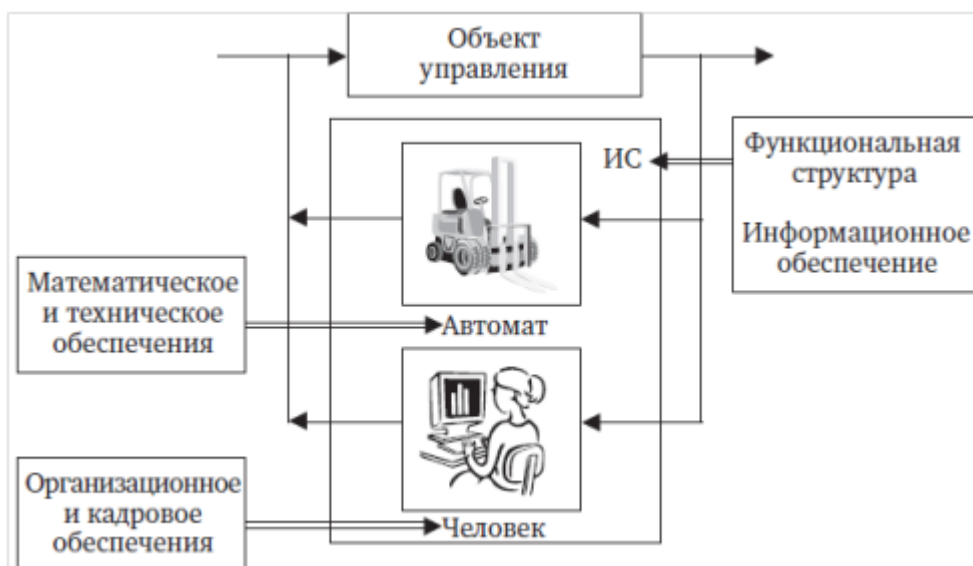 Объект
управления
ИС
Функциональная
структура
Информационное
обеспечение
Математическое
и техническое
обеспечения
Автомат
Организационное
и кадровое
обеспечения
Человек